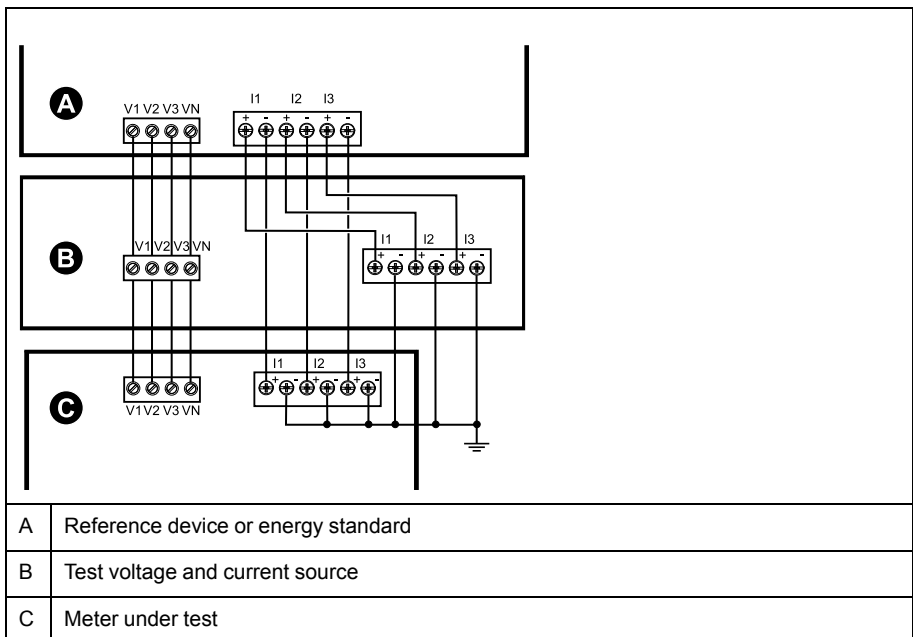 A
V1 V2 V3 VN
I1 I2 I3
+ - + - + -
B
V1 V2 V3 VN
I1 I2 I3
+ - + - + -
C
I1 I2 I3
+ - + - + -
V1 V2 V3 VN
A Reference device or energy standard
B Test voltage and current source
C Meter under test